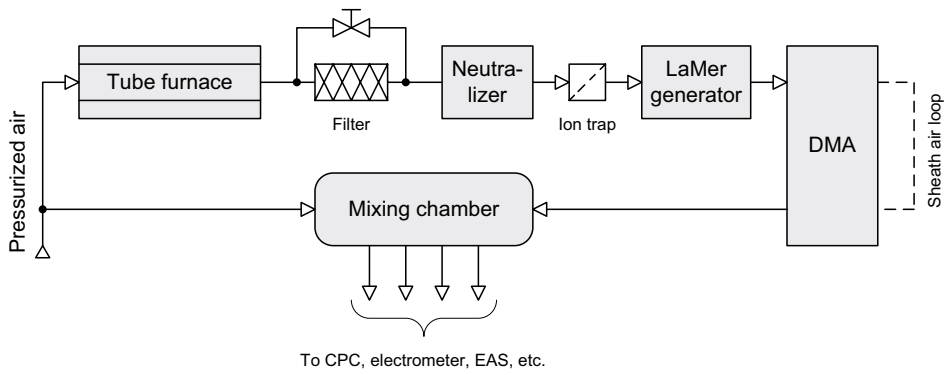 Tube furnace
Filter
Neutra-
lizer
Ion trap
LaMer
generator
DMA
Sheath air loop
Pressurized air
Mixing chamber
To CPC, electrometer, EAS, etc.